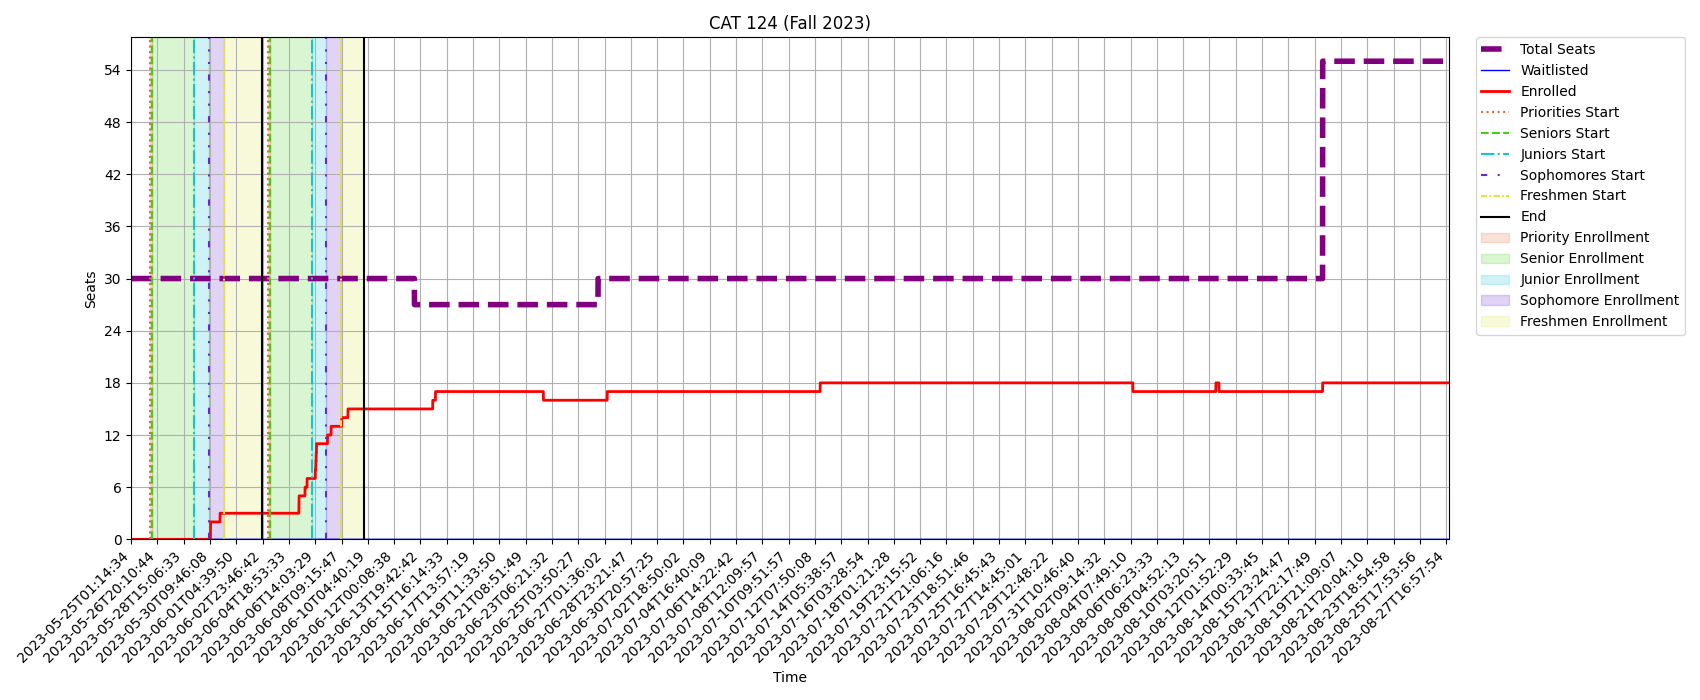 CAT 124 (Fall 2023)
Seats
54
48
42
36
30
24
18
12
6
0
2023-05-25T01:14:34
2023-05-26T20:10:44
2023-05-28T15:06:33
2023-05-30T09:46:08
2023-06-01T04:39:50
2023-06-02T23:46:42
2023-06-04T18:53:33
2023-06-06T14:03:29
2023-06-08T09:15:47
2023-06-10T04:40:19
2023-06-12T00:08:38
2023-06-13T19:42:42
2023-06-15T16:14:33
2023-06-17T13:57:19
2023-06-19T11:33:50
2023-06-21T08:51:49
2023-06-23T06:21:32
2023-06-25T03:50:27
2023-06-27T01:36:02
2023-06-28T23:21:47
2023-06-30T20:57:25
2023-07-02T18:50:02
2023-07-04T16:40:09
2023-07-06T14:22:42
2023-07-08T12:09:57
2023-07-10T09:51:57
2023-07-12T07:50:08
2023-07-14T05:38:57
2023-07-16T03:28:54
2023-07-18T01:21:28
2023-07-19T23:15:52
2023-07-21T21:06:16
2023-07-23T18:51:46
2023-07-25T16:45:43
2023-07-27T14:45:01
2023-07-29T12:48:22
2023-07-31T10:46:40
2023-08-02T09:14:32
2023-08-04T07:49:10
2023-08-06T06:23:33
2023-08-08T04:52:13
2023-08-10T03:20:51
2023-08-12T01:52:29
2023-08-14T00:33:45
2023-08-15T23:24:47
2023-08-17T22:17:49
2023-08-19T21:09:07
2023-08-21T20:04:10
2023-08-23T18:54:58
2023-08-25T17:53:56
2023-08-27T16:57:54
Time
Total Seats
Waitlisted
Enrolled
Priorities Start
Seniors Start
Juniors Start
Sophomores Start
Freshmen Start
End
Priority Enrollment
Senior Enrollment
Junior Enrollment
Sophomore Enrollment
Freshmen Enrollment